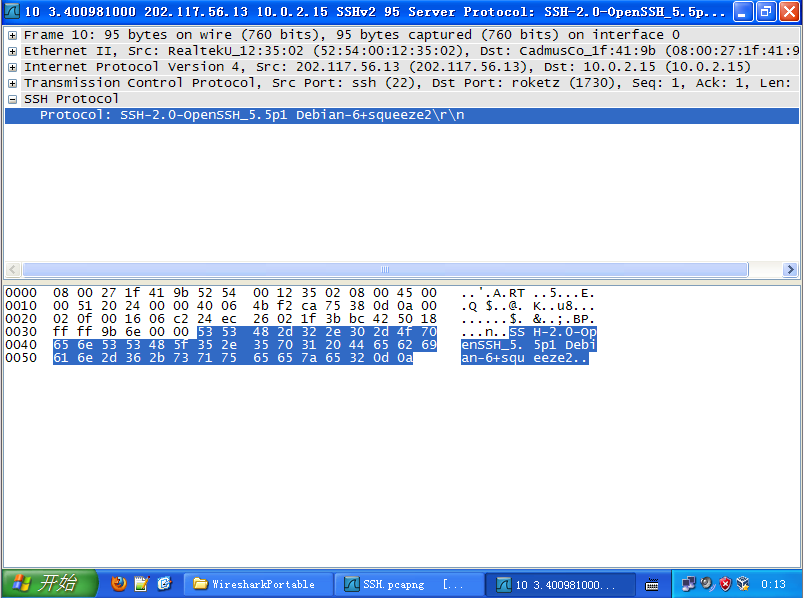 10 3.400981000 202.117.56.13 10.0.2.15 SSHv2 95 Server Protocol: SSH-2.0-OpenSSH_5.5p...
Frame 10: 95 bytes on wire (760 bits), 95 bytes captured (760 bits) on interface 0
Ethernet II, Src: RealtekU_12:35:02 (52:54:00:12:35:02), Dst: CadmusCo_1f:41:9b (08:00:27:1f:41:9
Internet Protocol Version 4, Src: 202.117.56.13 (202.117.56.13), Dst: 10.0.2.15 (10.0.2.15)
Transmission Control Protocol, Src Port: ssh (22), Dst Port: roketz (1730), Seq: 1, Ack: 1, Len:
SSH Protocol
Protocol: SSH-2.0-OpenSSH_5.5p1 Debian-6+squeeze2\r\n
0000 08 00 27 1f 41 9b 52 54 00 12 35 02 08 00 45 00 ..'.A.RT ..5...E.
0010 00 51 20 24 00 00 40 06 4b f2 ca 75 38 0d 0a 00 .Q $..@. K..u8...
0020 02 0f 00 16 06 c2 24 ec 26 02 1f 3b bc 42 50 18 ......$. &..;.BP.
0030 ff ff 9b 6e 00 00 53 53 48 2d 32 2e 30 2d 4f 70 ...n..SS H-2.0-Op
0040 65 6e 53 53 48 5f 35 2e 35 70 31 20 44 65 62 69 enSSH_5. 5p1 Debi
0050 61 6e 2d 36 2b 73 71 75 65 65 7a 65 32 0d 0a an-6+squ eeze2..
开始
WiresharkPortable
SSH.pcapng [...
10 3.400981000...
0:13